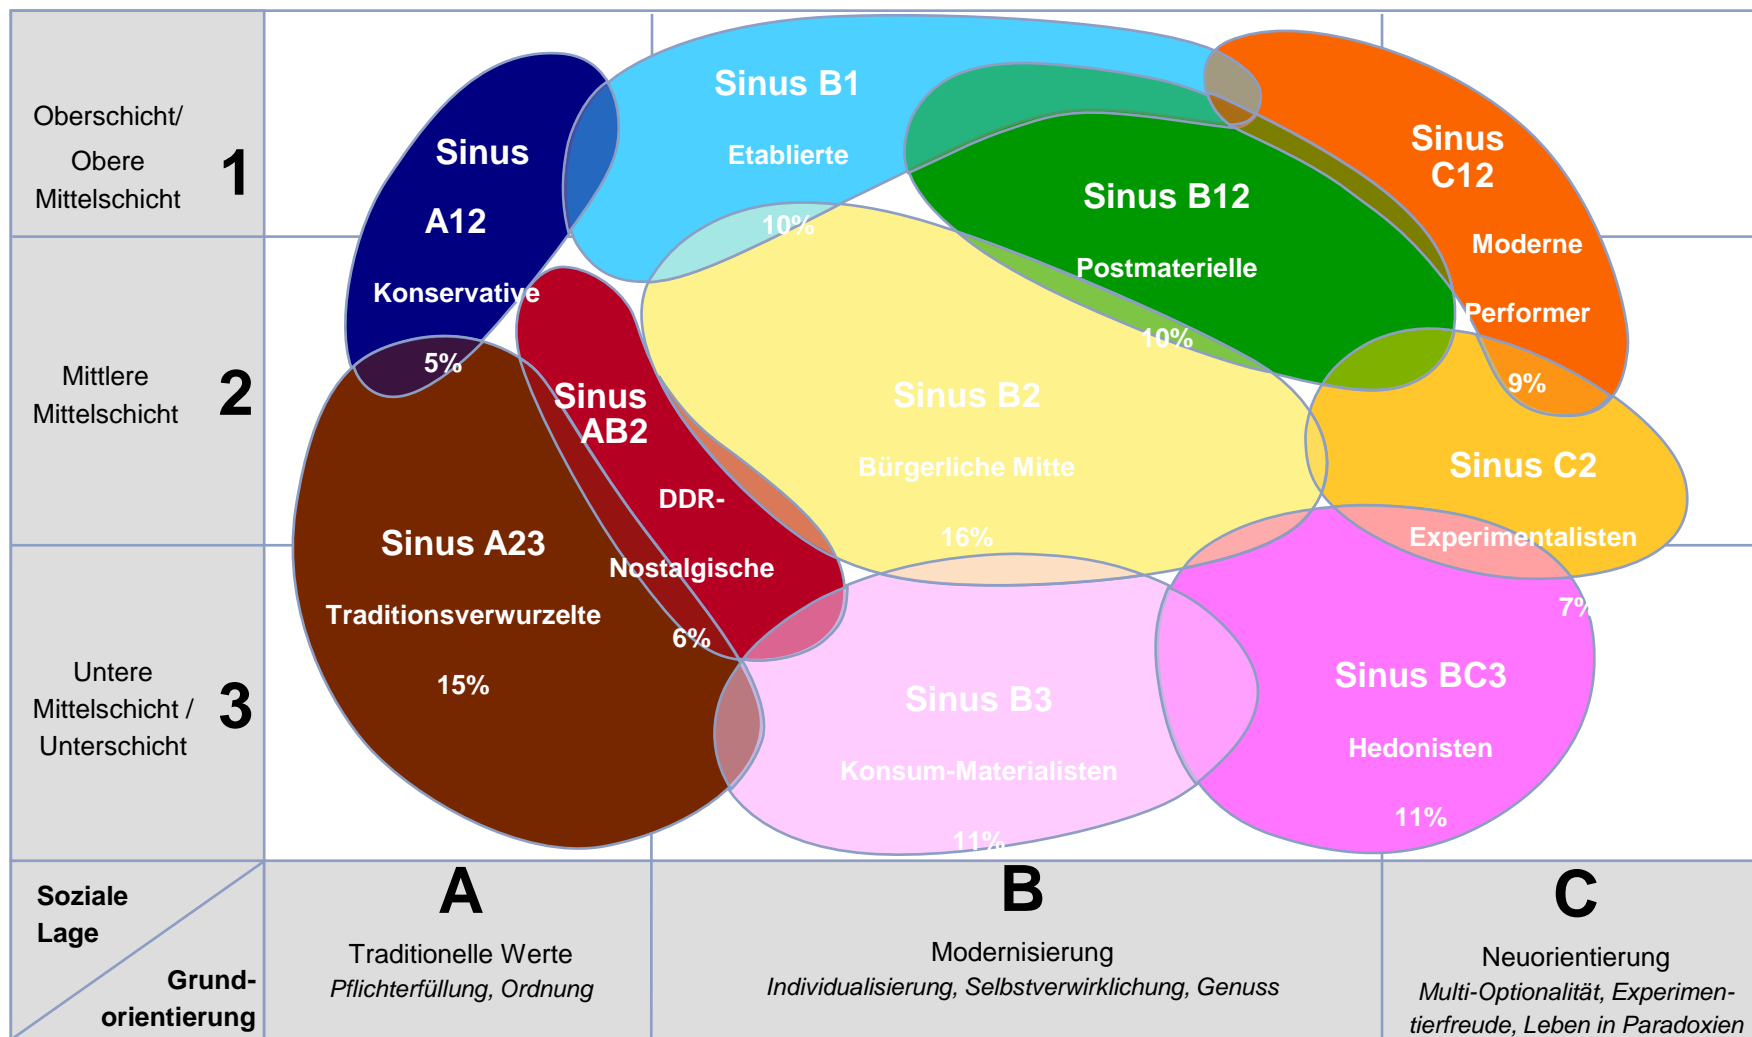 Oberschicht/
Obere
Mittelschicht
1
Mittlere
Mittelschicht
2
Untere
Mittelschicht /
Unterschicht
3
Sinus
A12
Konservative
5%
Sinus B1
Etablierte
10%
Sinus B12
Postmaterielle
10%
Sinus
C12
Moderne
Performer
9%
Sinus
AB2
DDR-
Nostalgische
6%
Sinus B2
Bürgerliche Mitte
16%
Sinus C2
Experimentalisten
7%
Sinus A23
Traditionsverwurzelte
15%
Sinus B3
Konsum-Materialisten
11%
Sinus BC3
Hedonisten
11%
Soziale
Lage
Grund-
orientierung
A
Traditionelle Werte
Pflichterfüllung, Ordnung
B
Modernisierung
Individualisierung, Selbstverwirklichung, Genuss
C
Neuorientierung
Multi-Optionalität, Experimen-
tierfreude, Leben in Paradoxien